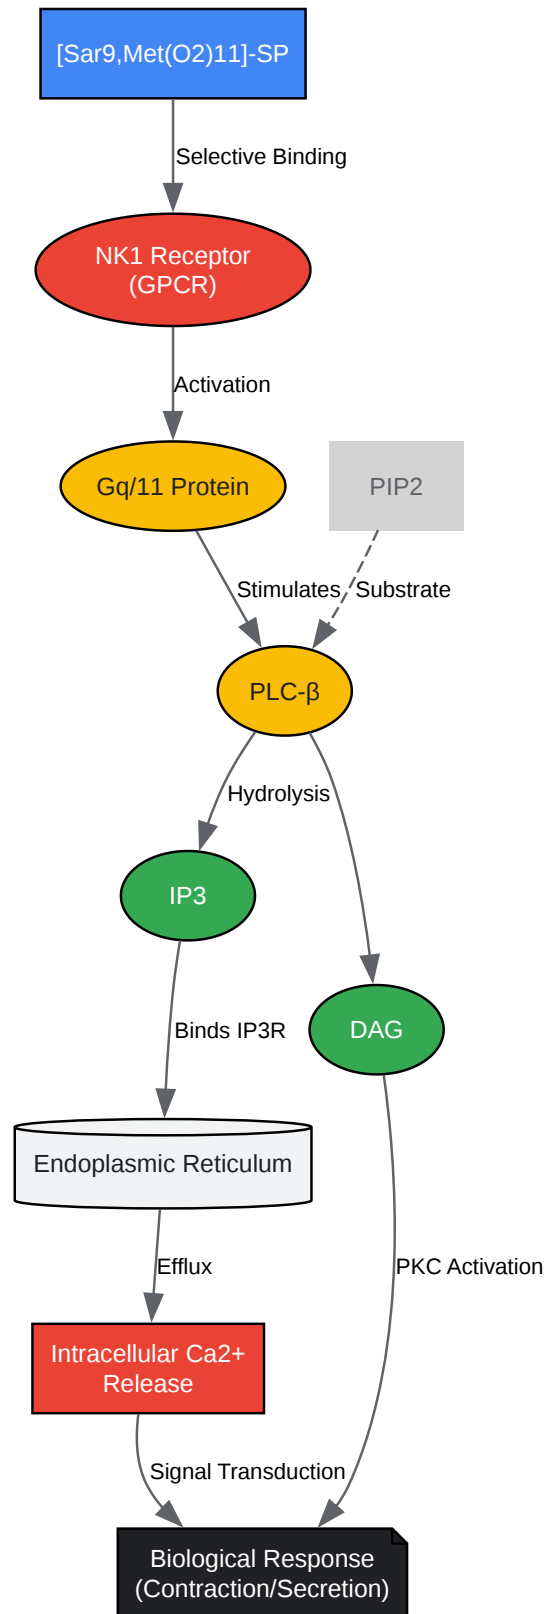 [Sar9,Met(O2)11]-SP
Selective Binding
NK1 Receptor
(GPCR)
Activation
Gq/11 Protein
PIP2
Stimulates
Substrate
PLC-β
Hydrolysis
IP3
DAG
Binds IP3R
Endoplasmic Reticulum
Efflux
PKC Activation
Intracellular Ca2+
Release
Signal Transduction
Biological Response
(Contraction/Secretion)